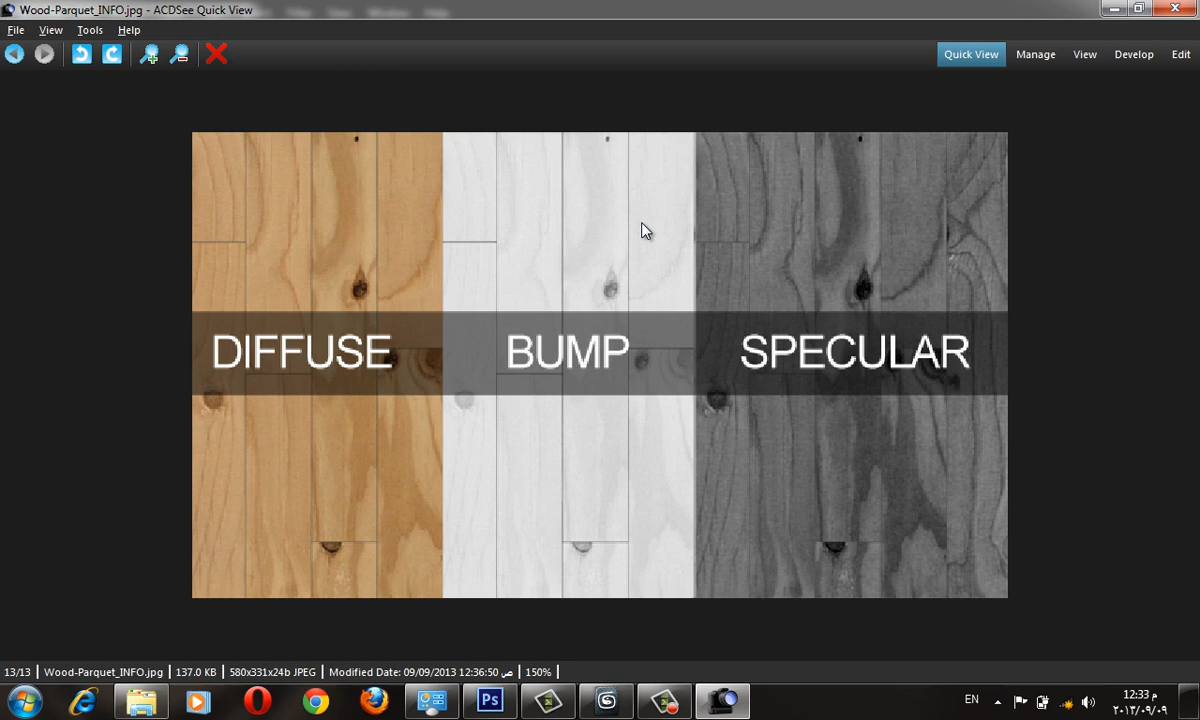 Wood-Parquet_INFO.jpg - ACDSee Quick View
File View Tools Help
Quick View Manage View Develop Edit
DIFFUSE BUMP SPECULAR
13/13 Wood-Parquet_INFO.jpg 137.0 KB 580x331x24b JPEG Modified Date: 09/09/2013 12:36:50 ص 150%
Ps
EN
12:33 م
٢٠١٣/٠٩/٠٩